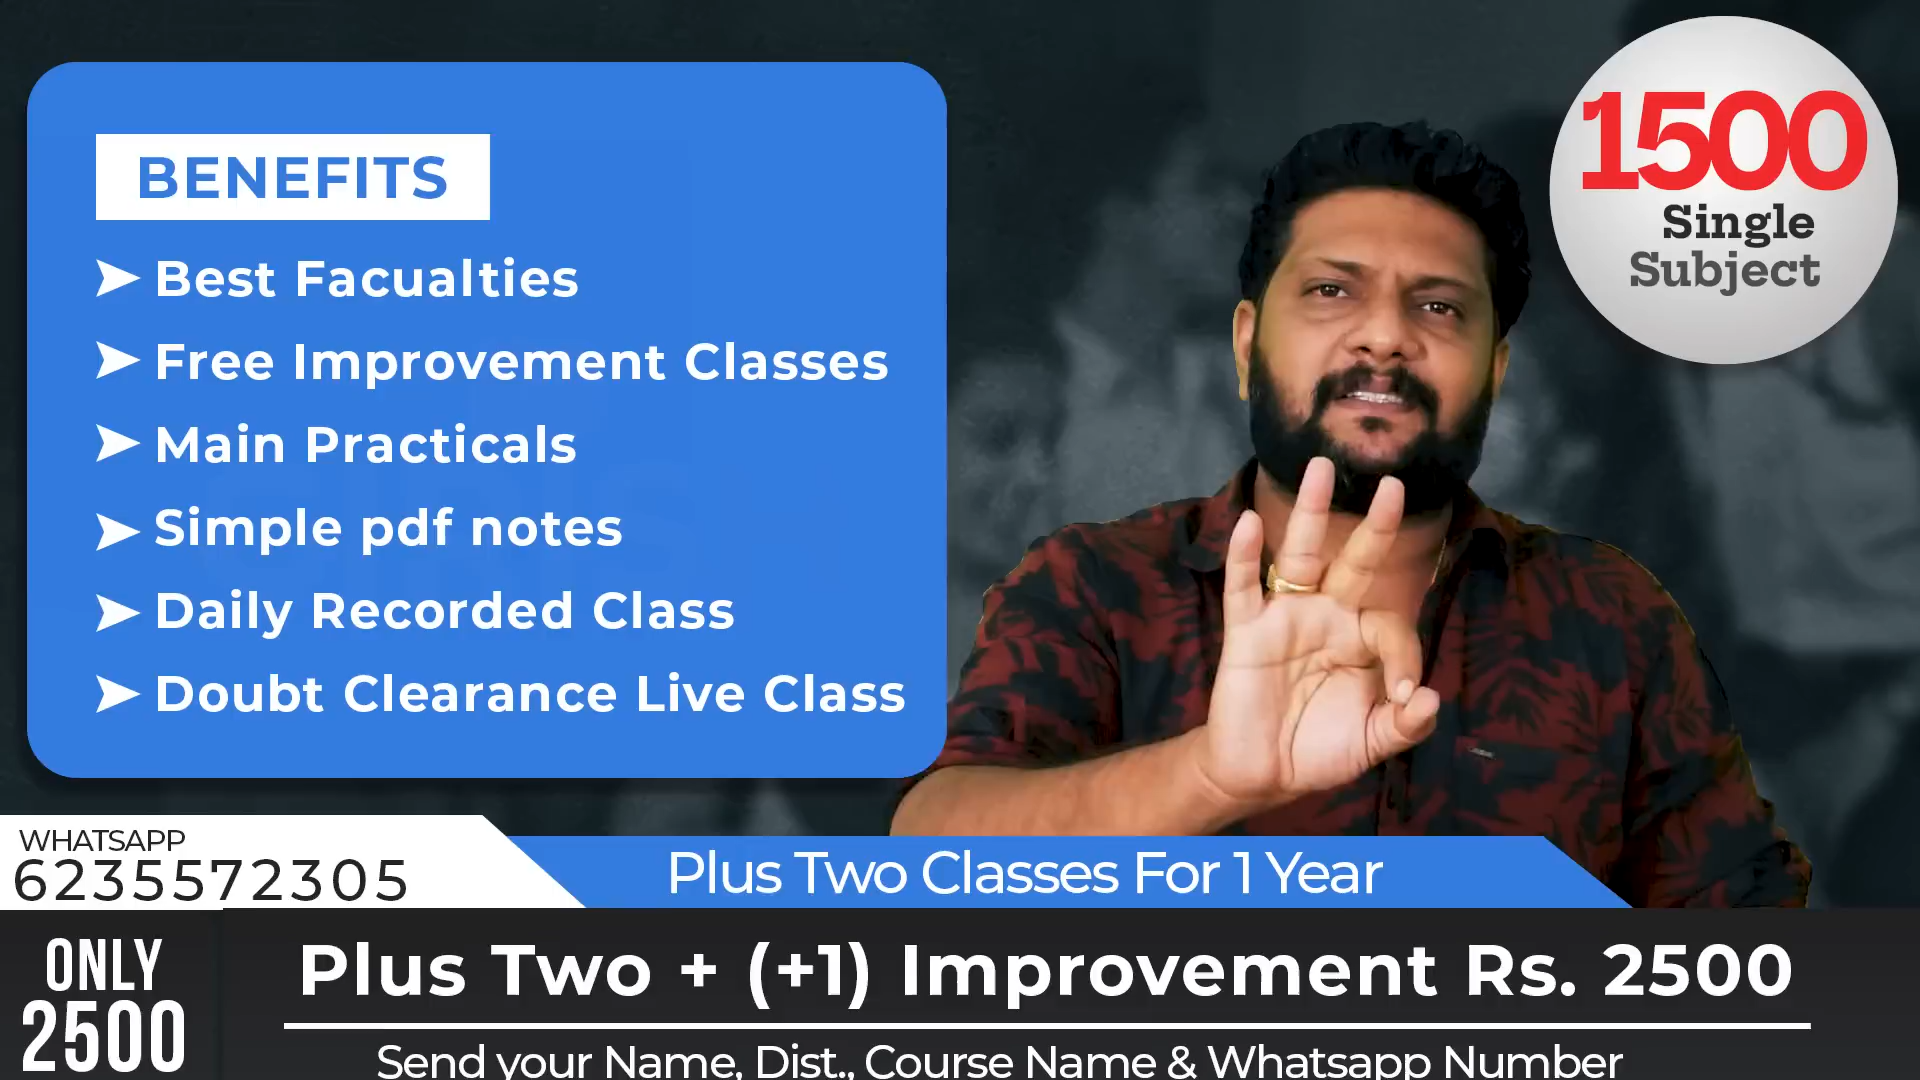 BENEFITS
Best Facualties
Free Improvement Classes
Main Practicals
Simple pdf notes
Daily Recorded Class
Doubt Clearance Live Class
1500
Single
Subject
WHATSAPP
6235572305
Plus Two Classes For 1 Year
ONLY
2500
Plus Two + (+1) Improvement Rs. 2500
Send your Name, Dist., Course Name & Whatsapp Number